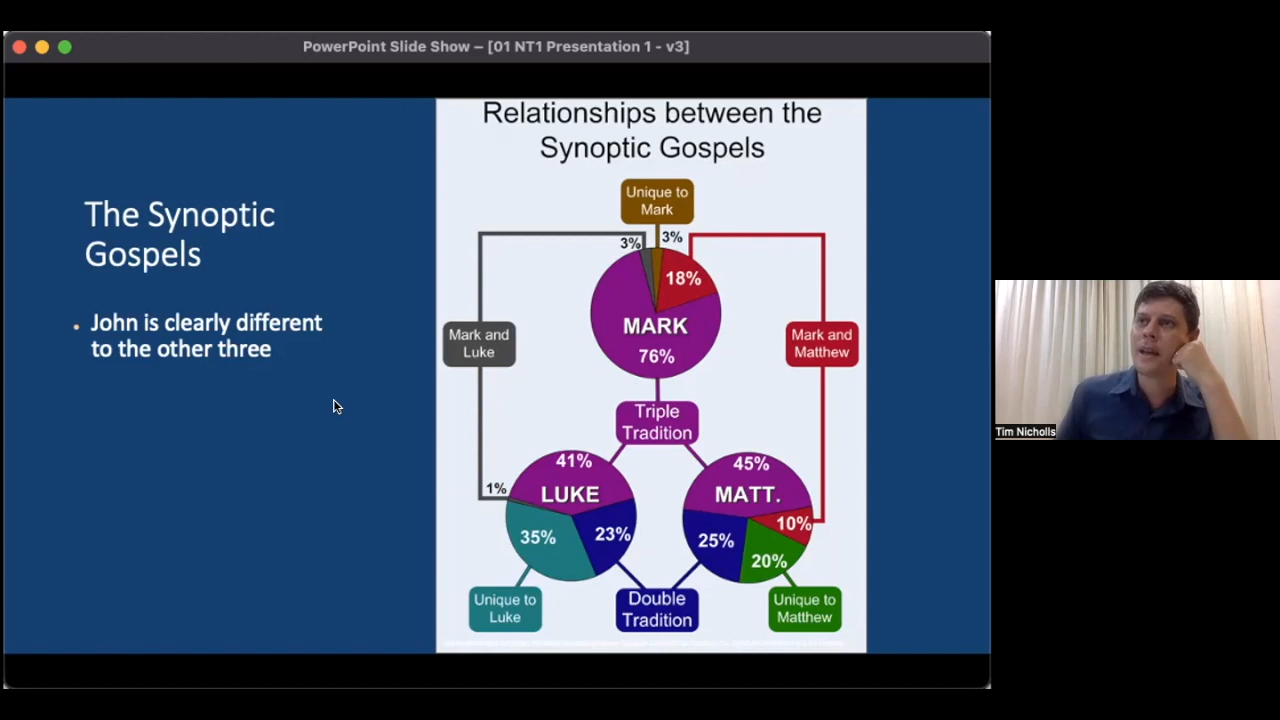 PowerPoint Slide Show – [01 NT1 Presentation 1 - v3]
The Synoptic
Gospels
• John is clearly different
to the other three
Relationships between the
Synoptic Gospels
Unique to
Mark
3%
3%
18%
MARK
76%
Mark and
Luke
Mark and
Matthew
Triple
Tradition
41%
LUKE
1%
35%
23%
45%
MATT.
10%
25%
20%
Unique to
Luke
Double
Tradition
Unique to
Matthew
Tim Nicholls